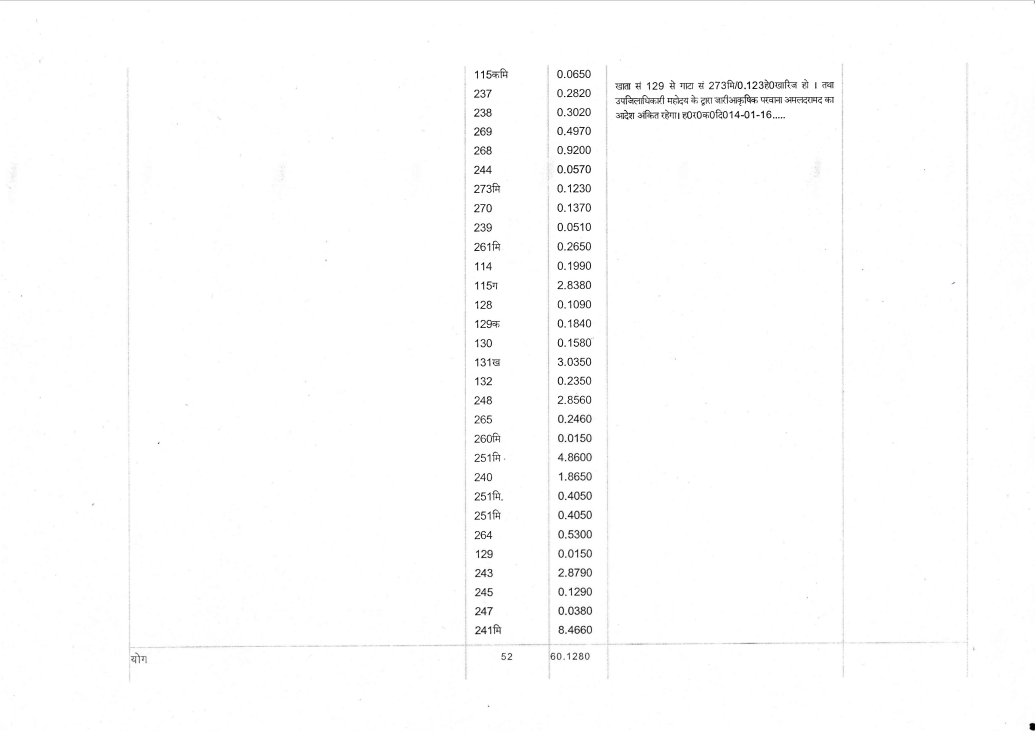 115कमि 0.0650
237 0.2820
238 0.3020
269 0.4970
268 0.9200
244 0.0570
273मि 0.1230
270 0.1370
239 0.0510
261मि 0.2650
114 0.1990
115ग 2.8380
128 0.1090
129क 0.1840
130 0.1580
131ख 3.0350
132 0.2350
248 2.8560
265 0.2460
260मि 0.0150
251मि 4.8600
240 1.8650
251मि. 0.4050
251मि 0.4050
264 0.5300
129 0.0150
243 2.8790
245 0.1290
247 0.0380
241मि 8.4660
खाता सं 129 से गाटा सं 273मि/0.123हे0खारिज हो । तथा
उपजिलाधिकारी महोदय के द्वारा जारीआकृषिक परवाना अमलदरामद का
आदेश अंकित रहेगा। ह0र0क0दि014-01-16.....
योग 52 60.1280